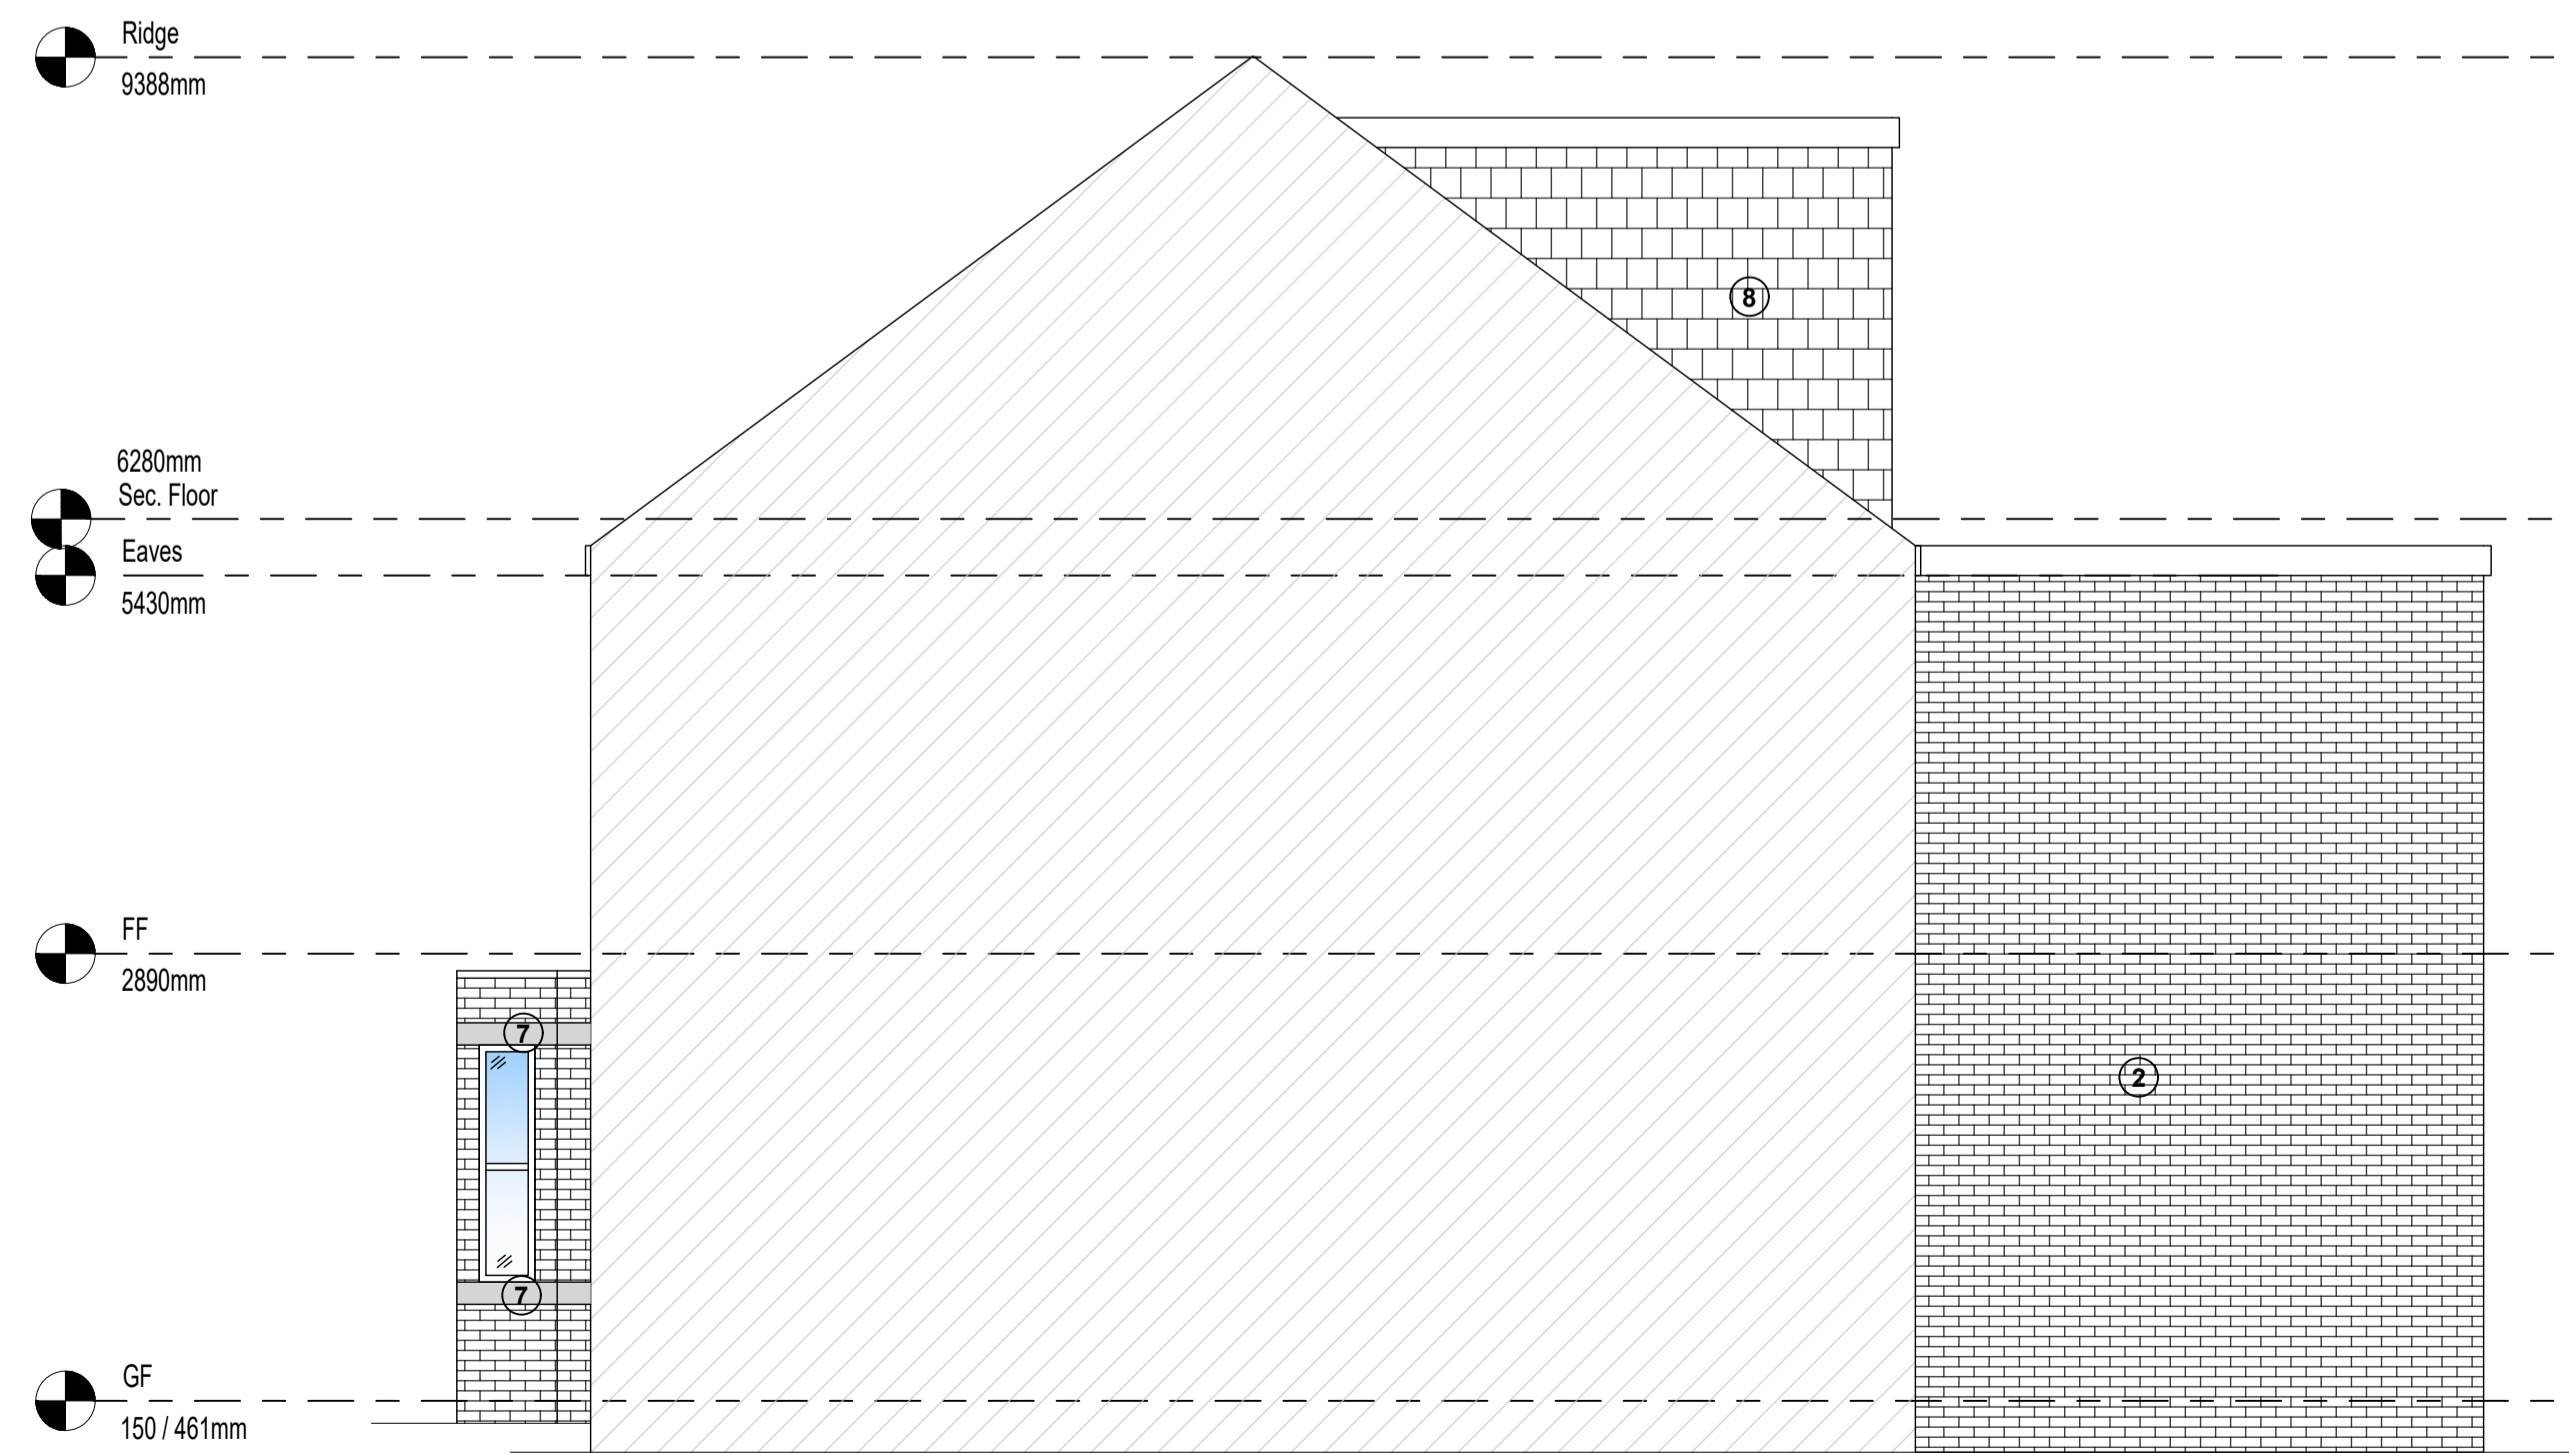 Ridge
9388mm
8
6280mm
Sec. Floor
Eaves
5430mm
FF
2890mm
7
2
7
GF
150 / 461mm